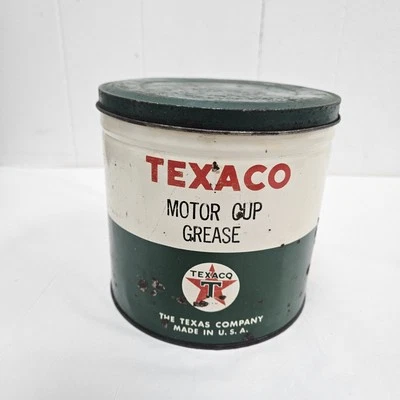 TEXACO
MOTOR CUP
GREASE
TEXACO
T
THE TEXAS COMPANY
MADE IN U.S.A.